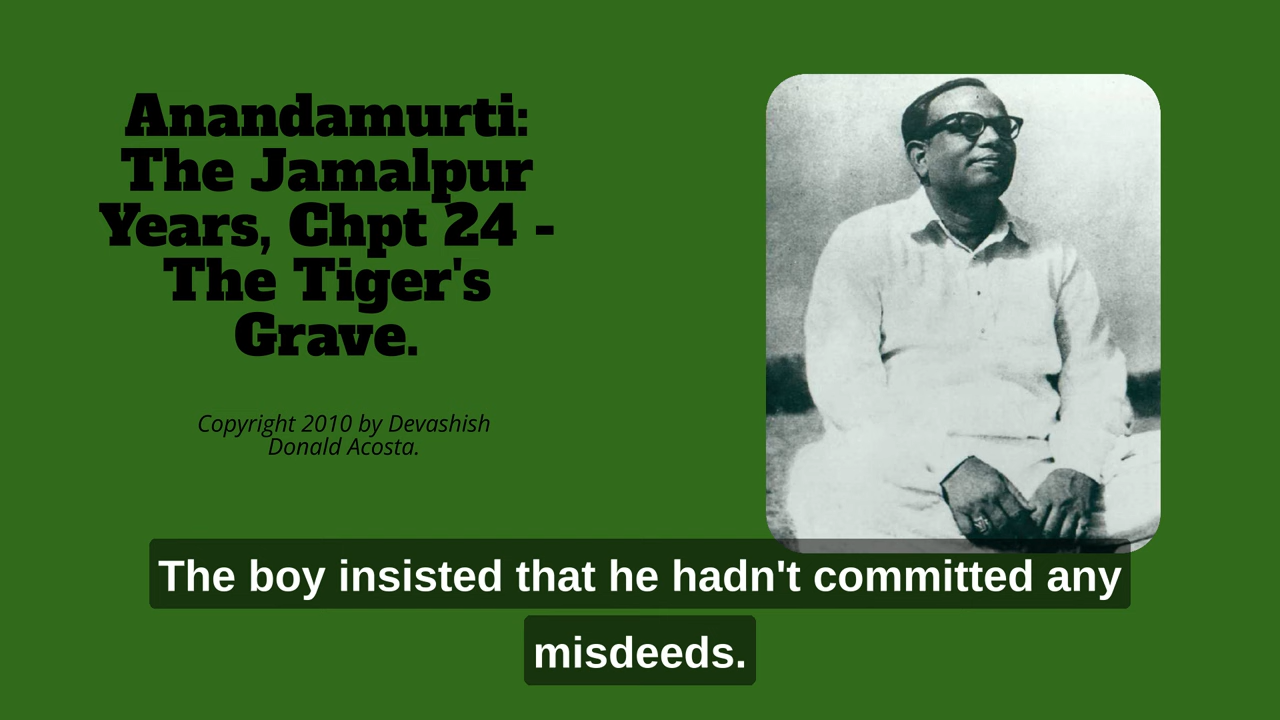 Anandamurti:
The Jamalpur
Years, Chpt 24 -
The Tiger's
Grave.
Copyright 2010 by Devashish
Donald Acosta.
The boy insisted that he hadn't committed any
misdeeds.